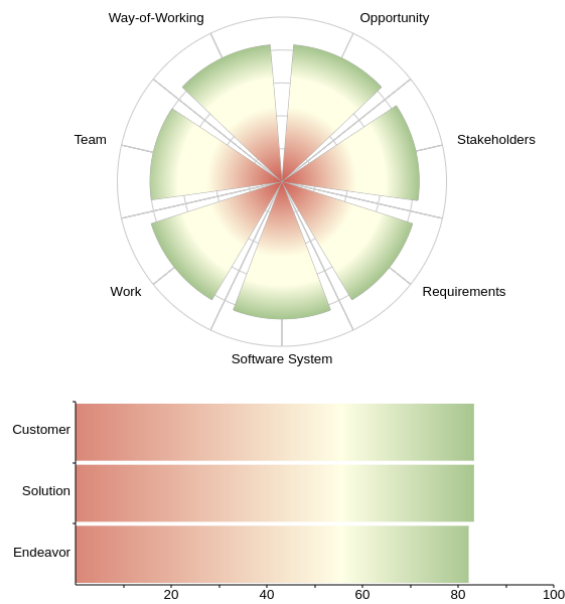 Way-of-Working
Opportunity
Team
Stakeholders
Work
Requirements
Software System
Customer
Solution
Endeavor
20
40
60
80
100